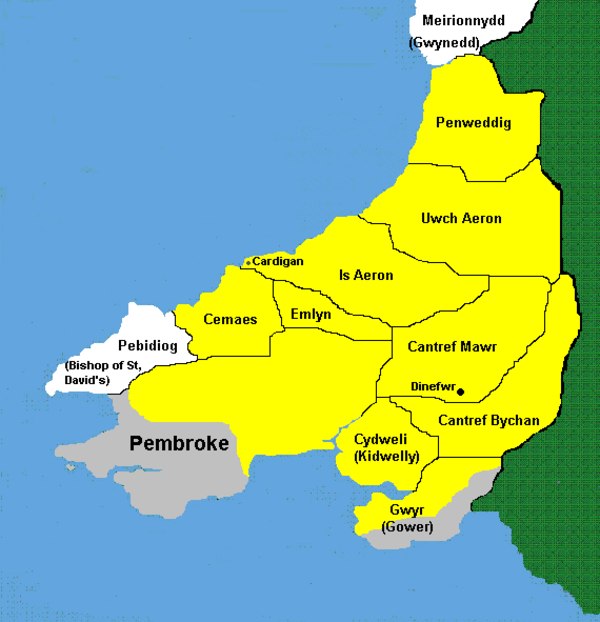 Meirionnydd
(Gwynedd)
Penweddig
Uwch Aeron
Cardigan
Is Aeron
Emlyn
Cemaes
Pebidiog
(Bishop of St,
David's)
Cantref Mawr
Dinefwr
Cantref Bychan
Pembroke
Cydweli
(Kidwelly)
Gwyr
(Gower)